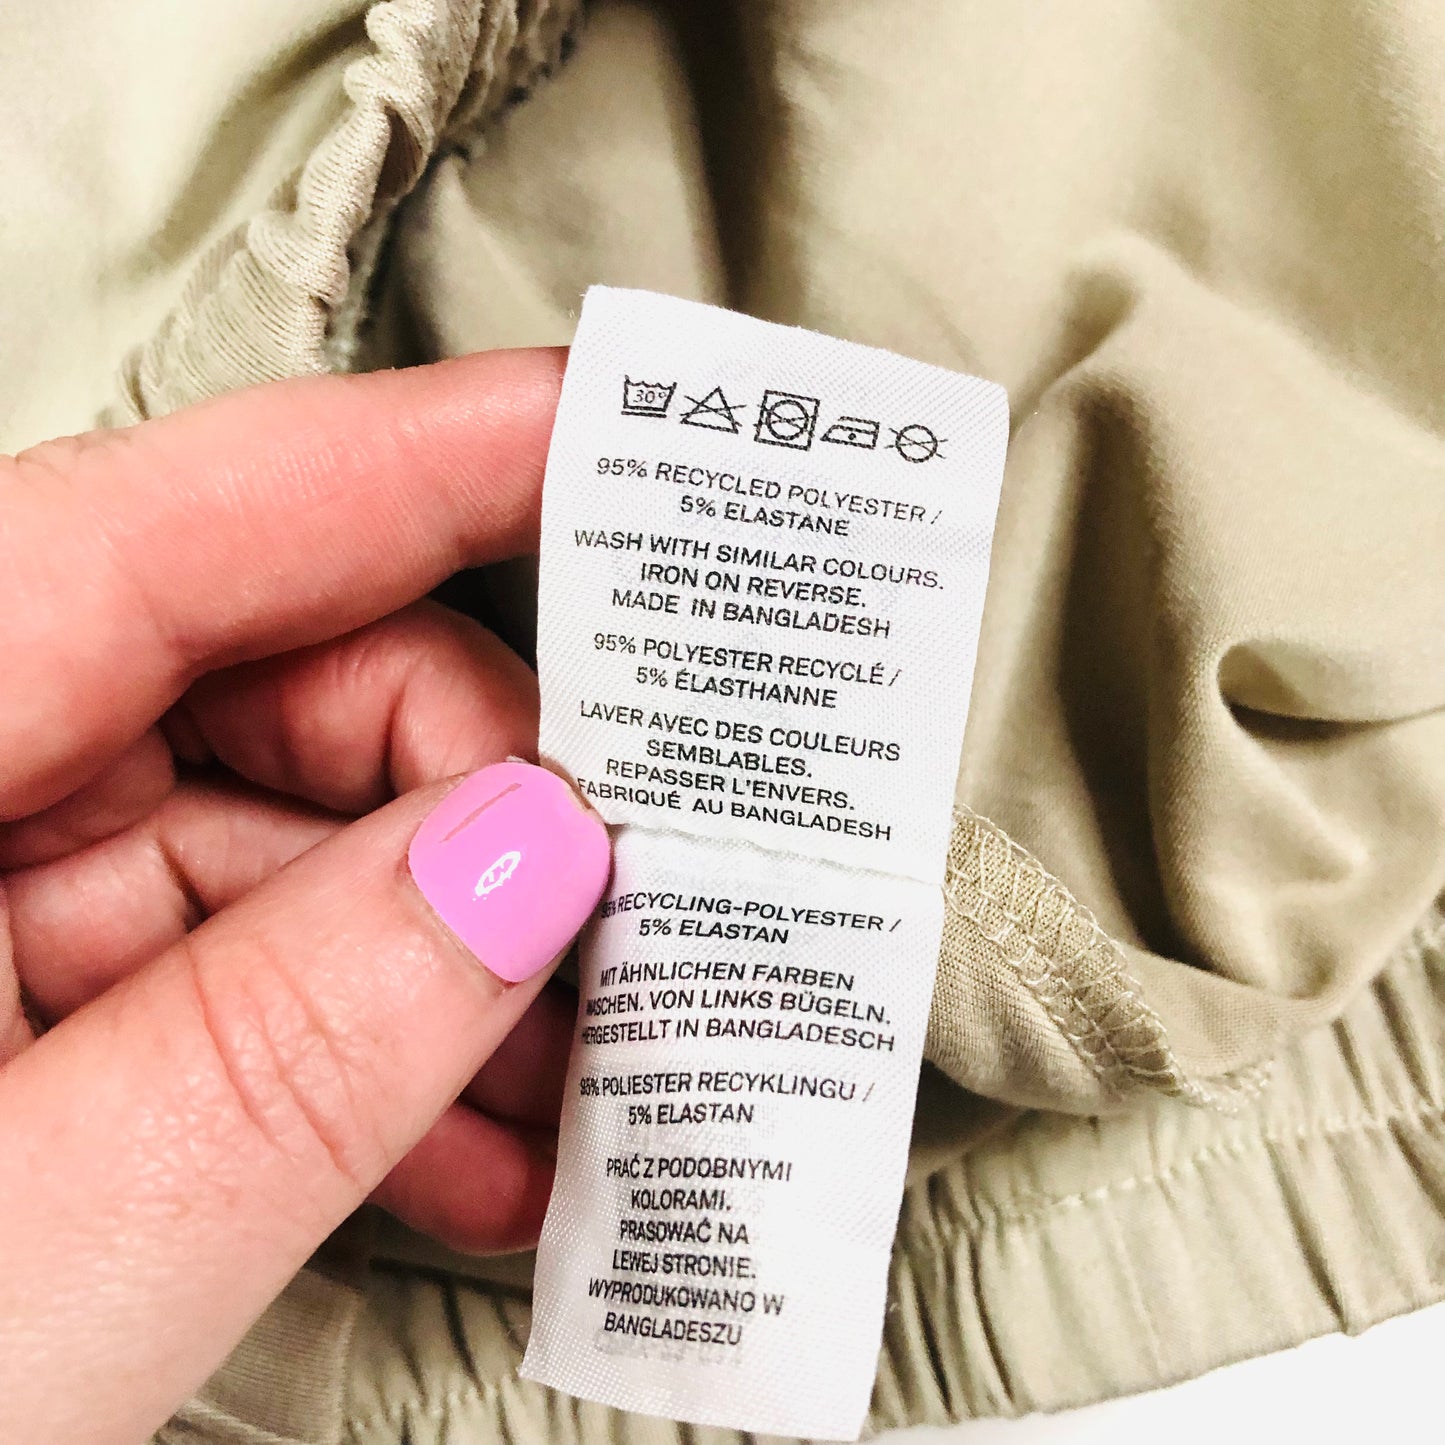 30°
95% RECYCLED POLYESTER /
5% ELASTANE
WASH WITH SIMILAR COLOURS.
IRON ON REVERSE.
MADE IN BANGLADESH
95% POLYESTER RECYCLÉ /
5% ÉLASTHANNE
LAVER AVEC DES COULEURS
SEMBLABLES.
REPASSER L'ENVERS.
FABRIQUÉ AU BANGLADESH
95% RECYCLING-POLYESTER /
5% ELASTAN
MIT ÄHNLICHEN FARBEN
WASCHEN. VON LINKS BÜGELN.
HERGESTELLT IN BANGLADESCH
95% POLIESTER RECYKLINGU /
5% ELASTAN
PRAĆ Z PODOBNYMI
KOLORAMI.
PRASOWAĆ NA
LEWEJ STRONIE.
WYPRODUKOWANO W
BANGLADESZU